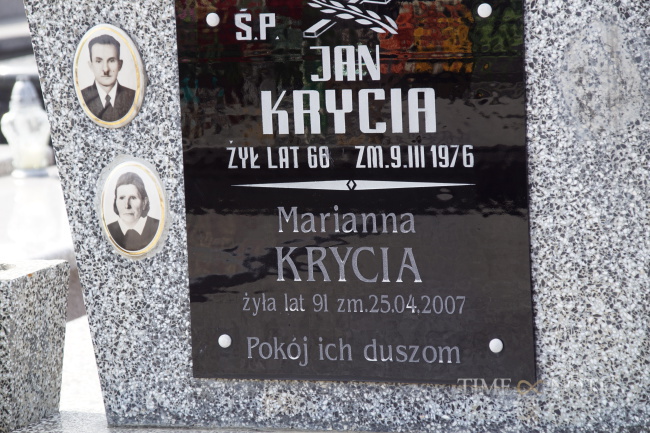 Ś.P.
JAN
KRYCIA
ŻYŁ LAT 66 ZM.9.III 1976
Marianna
KRYCIA
żyła lat 91 zm.25.04.2007
Pokój ich duszom
TIME